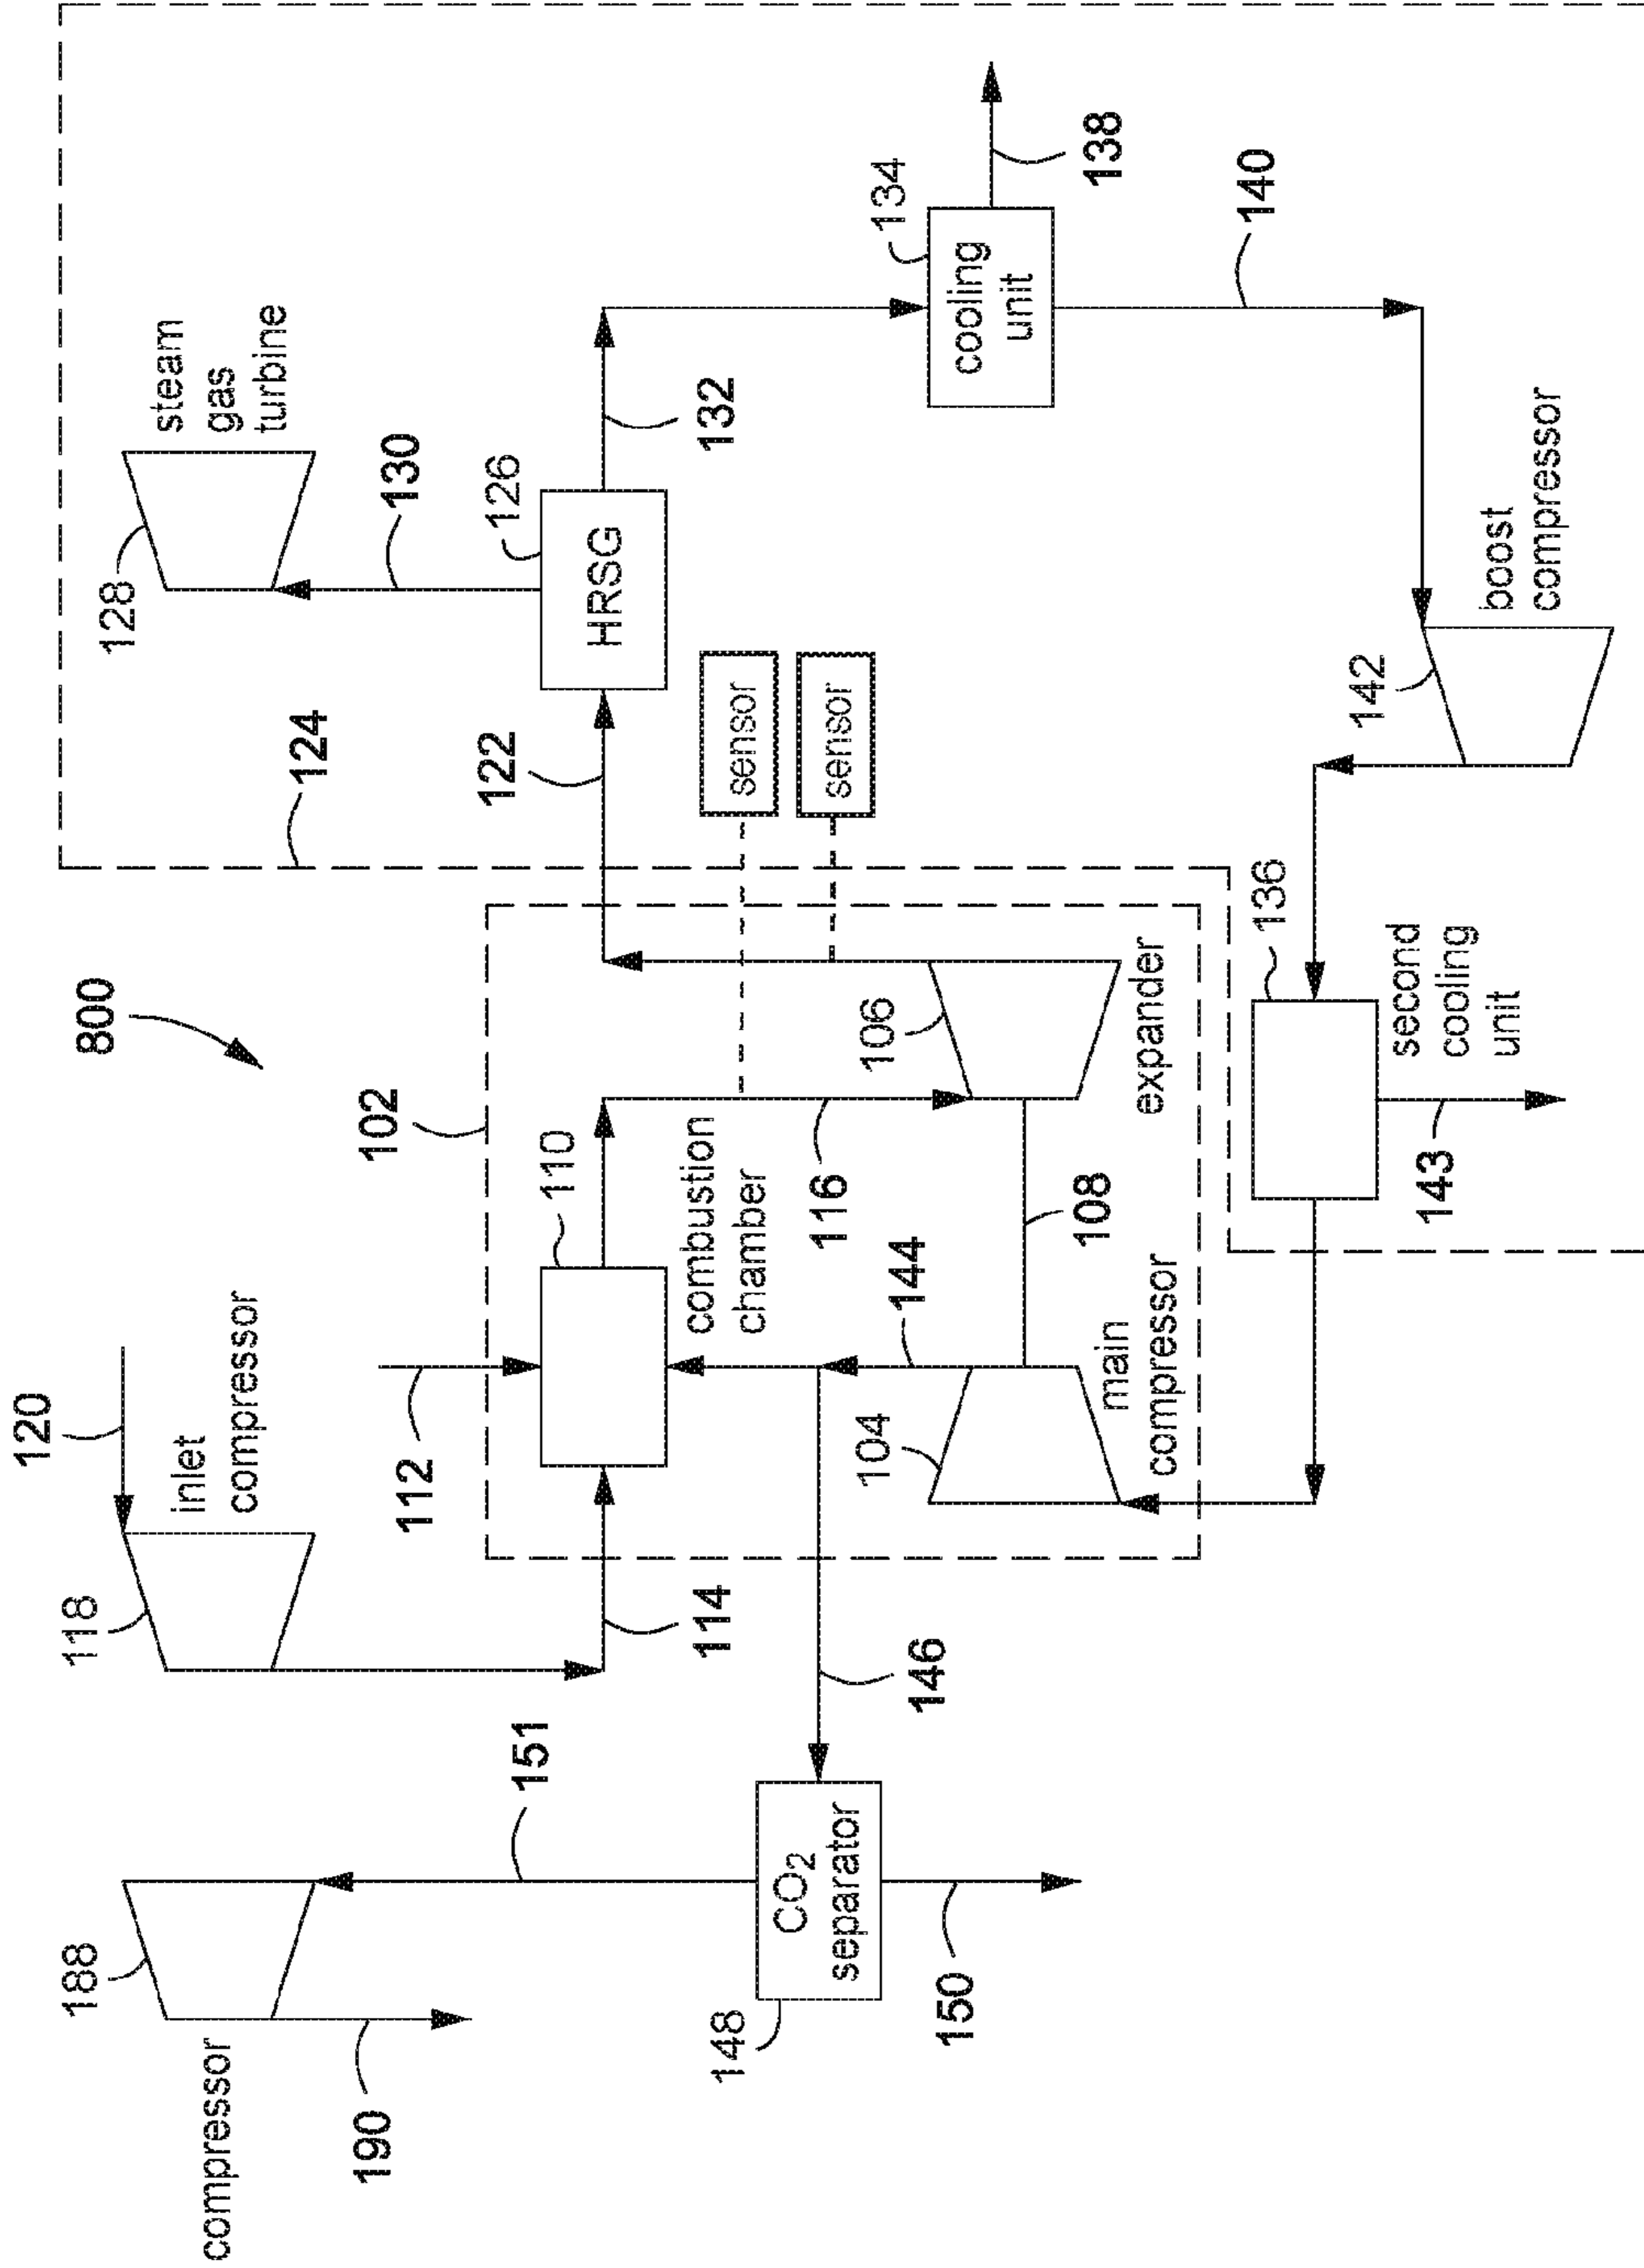 120
188
118
800
128
inlet
compressor
steam
gas
turbine
compressor
124
190
102
130
112
151
122
126
110
HRSG
114
combustion
chamber
132
sensor
148
CO₂
separator
116
sensor
104
106
134
144
146
150
cooling
unit
108
138
main
compressor
expander
140
136
142
second
cooling
unit
143
boost
compressor